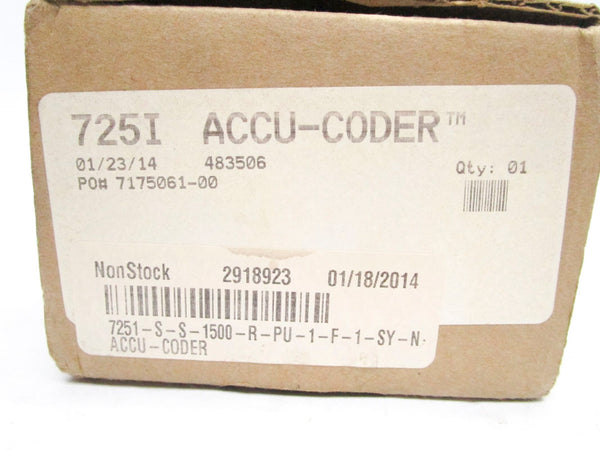 725I ACCU-CODER™
01/23/14 483506 Qty: 01
PO# 7175061-00
NonStock 2918923 01/18/2014
7251-S-S-1500-R-PU-1-F-1-SY-N-
ACCU-CODER